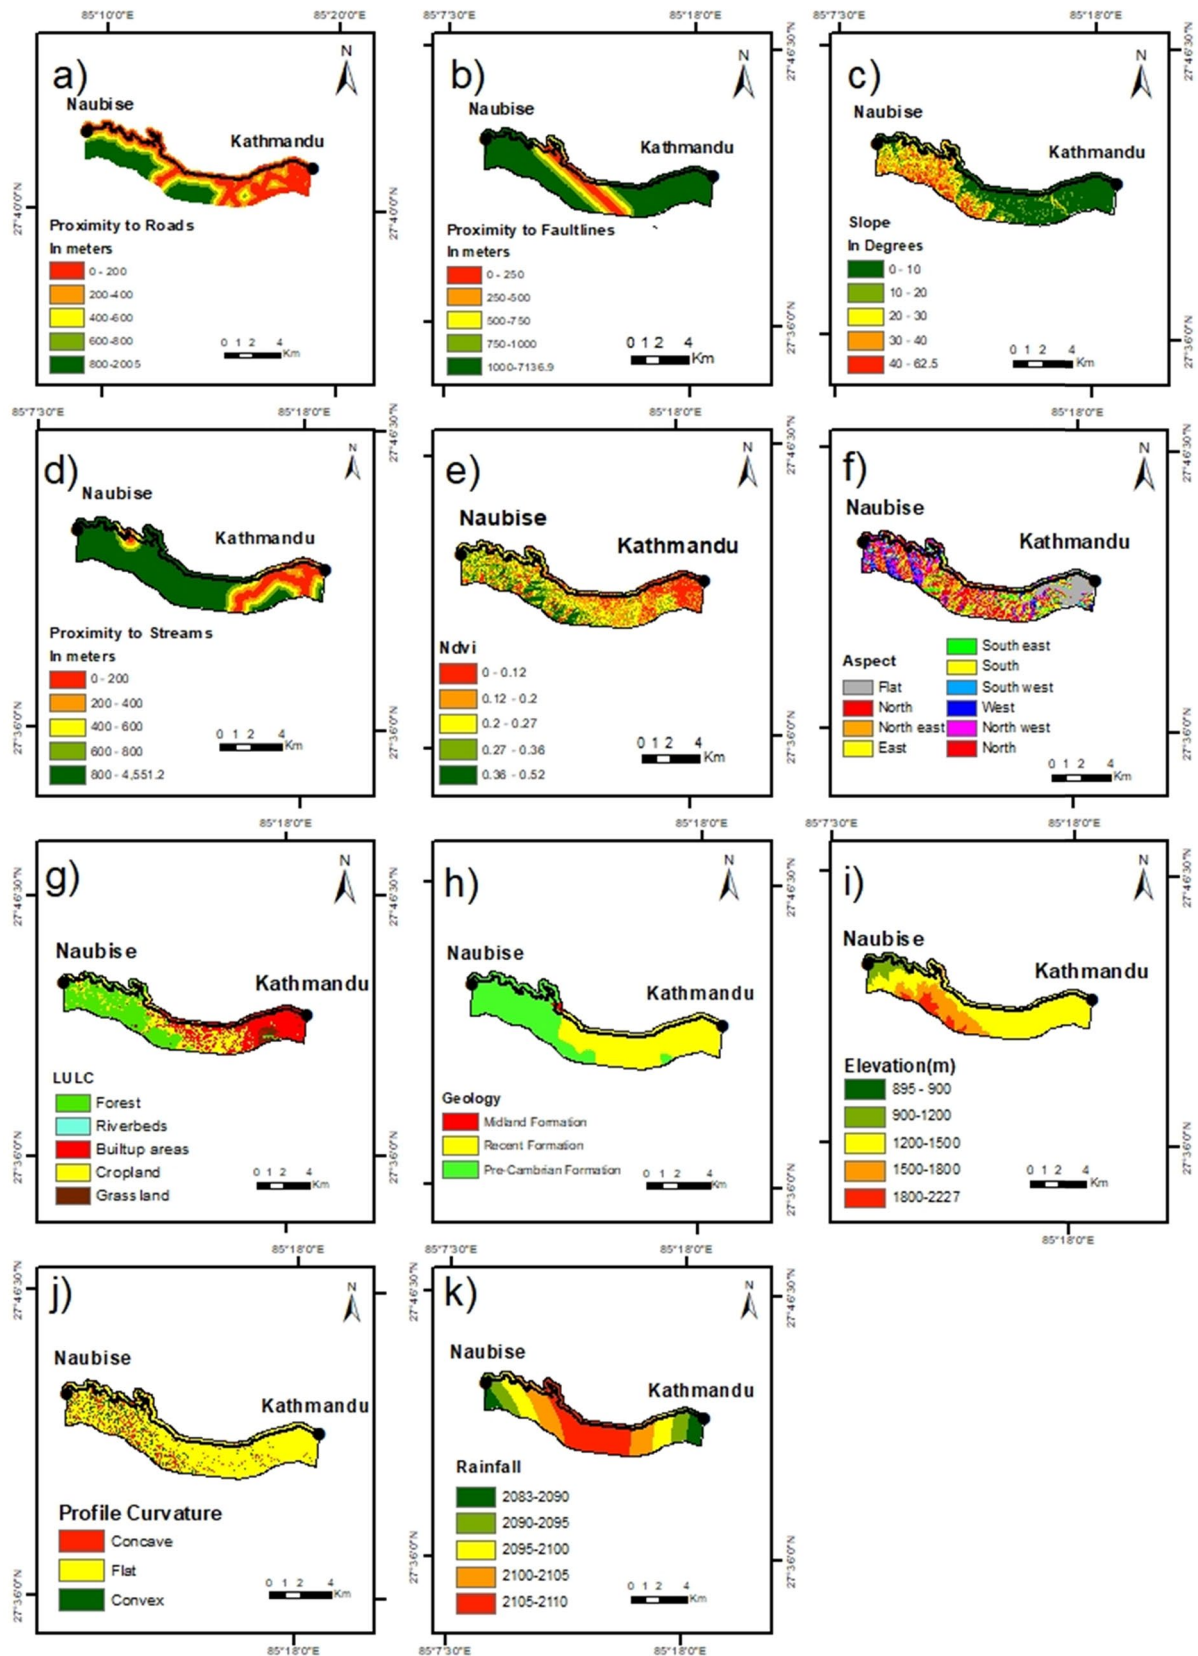 85°10'0"E 85°20'0"E 85°7'30"E 85°18'0"E 85°7'30"E 85°18'0"E
a)
N
Naubise
Kathmandu
27°40'0"N
27°40'0"N
Proximity to Roads
In meters
0 - 200
200-400
400-600
600-800
800-2005
0 1 2 4
Km
b)
N
27°46'30"N
Naubise
Kathmandu
Proximity to Faultlines
In meters
0 - 250
250-500
500-750
750-1000
1000-7136.9
0 1 2 4
Km
27°36'0"N
c)
N
27°46'30"N
Naubise
Kathmandu
Slope
In Degrees
0 - 10
10 - 20
20 - 30
30 - 40
40 - 62.5
0 1 2 4
Km
27°36'0"N
85°7'30"E 85°18'0"E 85°18'0"E 85°18'0"E
d)
N
27°46'30"N
Naubise
Kathmandu
Proximity to Streams
In meters
0 - 200
200 - 400
400 - 600
600 - 800
800 - 4,551.2
0 1 2 4
Km
27°36'0"N
27°36'0"N
e)
N
27°46'30"N
Naubise
Kathmandu
Ndvi
0 - 0.12
0.12 - 0.2
0.2 - 0.27
0.27 - 0.36
0.36 - 0.52
0 1 2 4
Km
27°36'0"N
f)
N
27°46'30"N
Naubise
Kathmandu
Aspect
Flat
North
North east
East
South east
South
South west
West
North west
North
0 1 2 4
Km
27°36'0"N
85°18'0"E 85°18'0"E 85°7'30"E 85°18'0"E
g)
N
27°46'30"N
27°46'30"N
Naubise
Kathmandu
LULC
Forest
Riverbeds
Builtup areas
Cropland
Grass land
0 1 2 4
Km
27°36'0"N
27°36'0"N
h)
N
27°46'30"N
Naubise
Kathmandu
Geology
Midland Formation
Recent Formation
Pre-Cambrian Formation
0 1 2 4
Km
27°36'0"N
i)
N
27°46'30"N
Naubise
Kathmandu
Elevation(m)
895 - 900
900-1200
1200-1500
1500-1800
1800-2227
0 1 2 4
Km
27°36'0"N
85°18'0"E
85°18'0"E 85°7'30"E 85°18'0"E
j)
N
27°46'30"N
27°46'30"N
Naubise
Kathmandu
Profile Curvature
Concave
Flat
Convex
0 1 2 4
Km
27°36'0"N
27°36'0"N
85°18'0"E
k)
N
27°46'30"N
Naubise
Kathmandu
Rainfall
2083-2090
2090-2095
2095-2100
2100-2105
2105-2110
0 1 2 4
Km
27°36'0"N
85°7'30"E 85°18'0"E